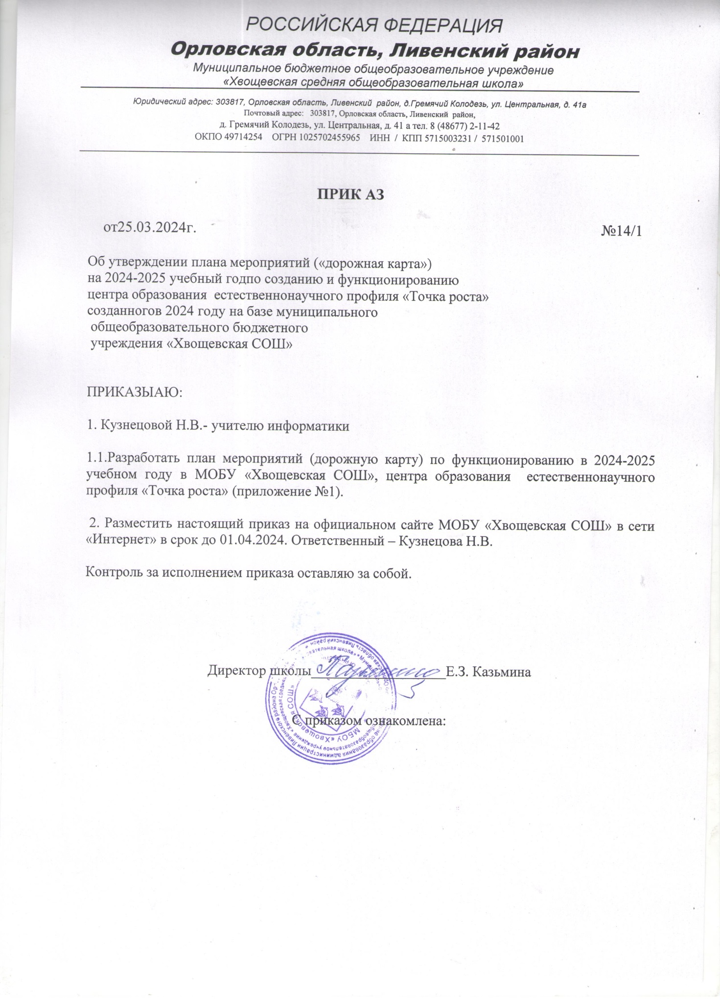 РОССИЙСКАЯ ФЕДЕРАЦИЯ
Орловская область, Ливенский район
Муниципальное бюджетное общеобразовательное учреждение
«Хвощевская средняя общеобразовательная школа»
Юридический адрес: 303817, Орловская область, Ливенский район, д.Гремячий Колодезь, ул. Центральная, д. 41а
Почтовый адрес: 303817, Орловская область, Ливенский район,
д. Гремячий Колодезь, ул. Центральная, д. 41 а тел. 8 (48677) 2-11-42
ОКПО 49714254 ОГРН 1025702455965 ИНН / КПП 5715003231 / 571501001
ПРИК АЗ
от25.03.2024г. №14/1
Об утверждении плана мероприятий («дорожная карта»)
на 2024-2025 учебный годпо созданию и функционированию
центра образования естественнонаучного профиля «Точка роста»
созданногов 2024 году на базе муниципального
общеобразовательного бюджетного
учреждения «Хвощевская СОШ»
ПРИКАЗЫАЮ:
1. Кузнецовой Н.В.- учителю информатики
1.1.Разработать план мероприятий (дорожную карту) по функционированию в 2024-2025
учебном году в МОБУ «Хвощевская СОШ», центра образования естественнонаучного
профиля «Точка роста» (приложение №1).
2. Разместить настоящий приказ на официальном сайте МОБУ «Хвощевская СОШ» в сети
«Интернет» в срок до 01.04.2024. Ответственный – Кузнецова Н.В.
Контроль за исполнением приказа оставляю за собой.
Директор школы Е.З. Казьмина
С приказом ознакомлена:
МБОУ «Хвощевская СОШ»